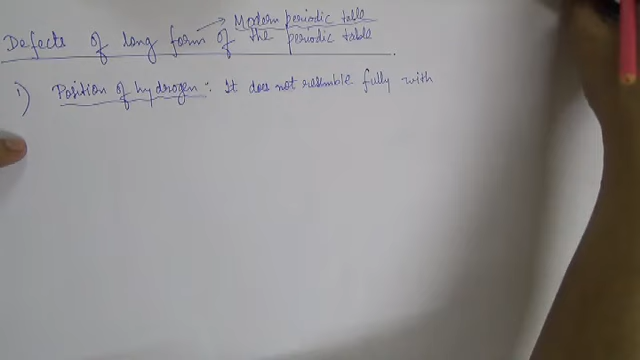 Modern periodic table
Defects of long form of the periodic table.
1) Position of hydrogen :- It does not resemble fully with